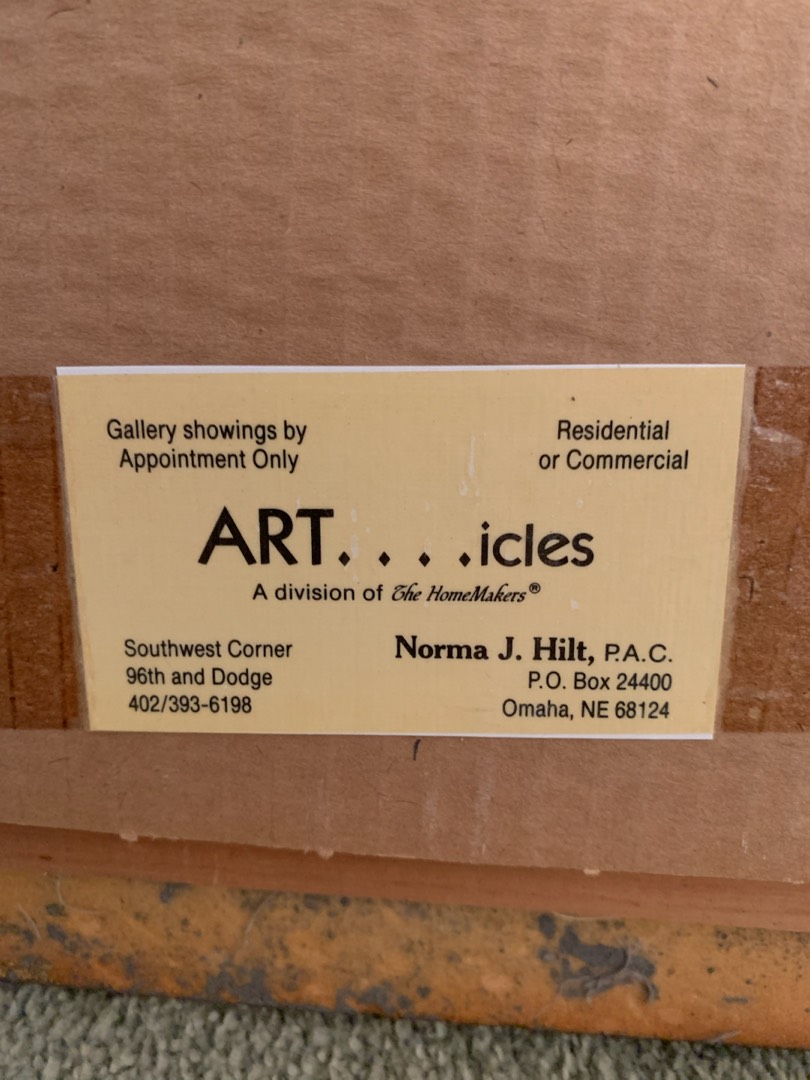 Gallery showings by
Appointment Only
Residential
or Commercial
ART. . . .icles
A division of The HomeMakers®
Southwest Corner
96th and Dodge
402/393-6198
Norma J. Hilt, P.A.C.
P.O. Box 24400
Omaha, NE 68124